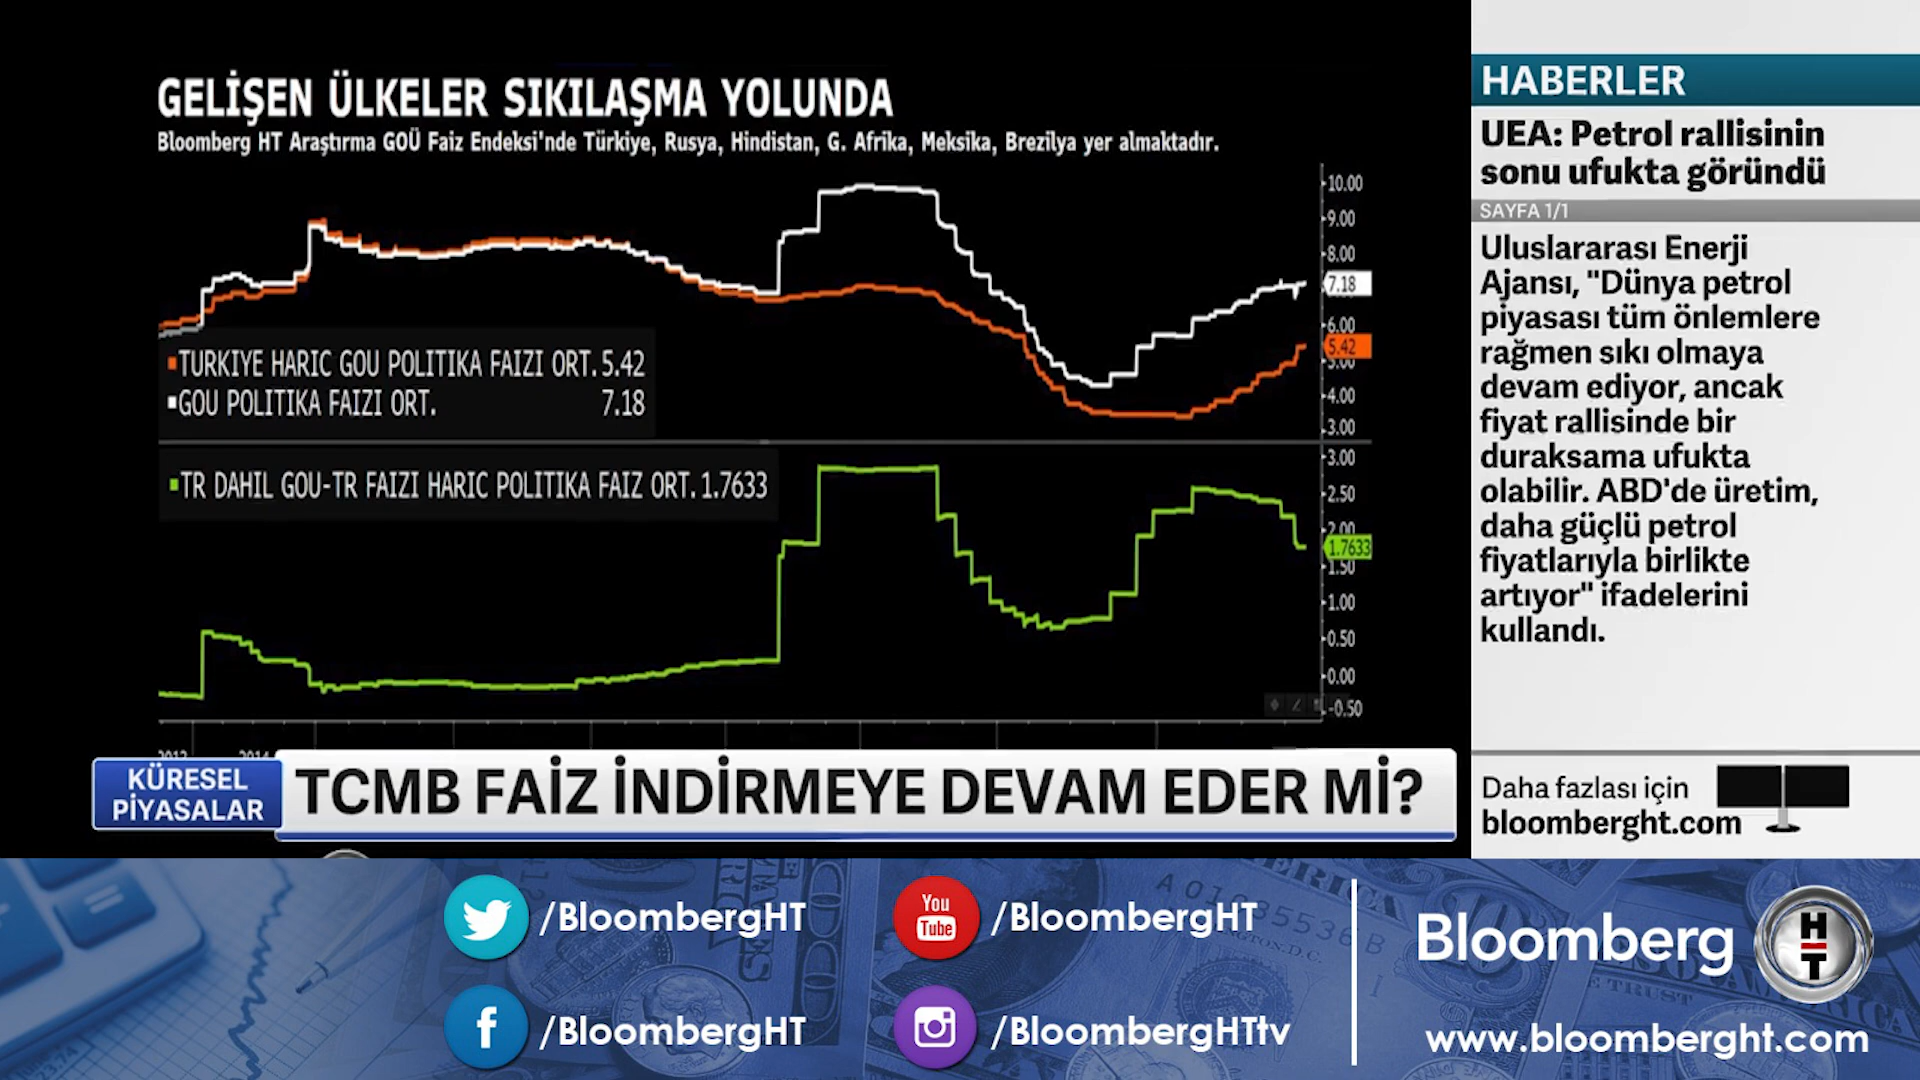 GELİŞEN ÜLKELER SIKILAŞMA YOLUNDA
Bloomberg HT Araştırma GOÜ Faiz Endeksi'nde Türkiye, Rusya, Hindistan, G. Afrika, Meksika, Brezilya yer almaktadır.
10.00
9.00
8.00
7.18
6.00
5.42
5.00
4.00
3.00
TURKIYE HARIC GOU POLITIKA FAIZI ORT. 5.42
GOU POLITIKA FAIZI ORT. 7.18
TR DAHIL GOU-TR FAIZI HARIC POLITIKA FAIZ ORT. 1.7633
3.00
2.50
2.00
1.7633
1.50
1.00
0.50
0.00
-0.50
KÜRESEL
PİYASALAR
TCMB FAİZ İNDİRMEYE DEVAM EDER Mİ?
HABERLER
UEA: Petrol rallisinin
sonu ufukta göründü
SAYFA 1/1
Uluslararası Enerji
Ajansı, "Dünya petrol
piyasası tüm önlemlere
rağmen sıkı olmaya
devam ediyor, ancak
fiyat rallisinde bir
duraksama ufukta
olabilir. ABD'de üretim,
daha güçlü petrol
fiyatlarıyla birlikte
artıyor" ifadelerini
kullandı.
Daha fazlası için
bloomberght.com
/BloombergHT
You
Tube
/BloombergHT
/BloombergHT
/BloombergHTtv
Bloomberg
HT
www.bloomberght.com